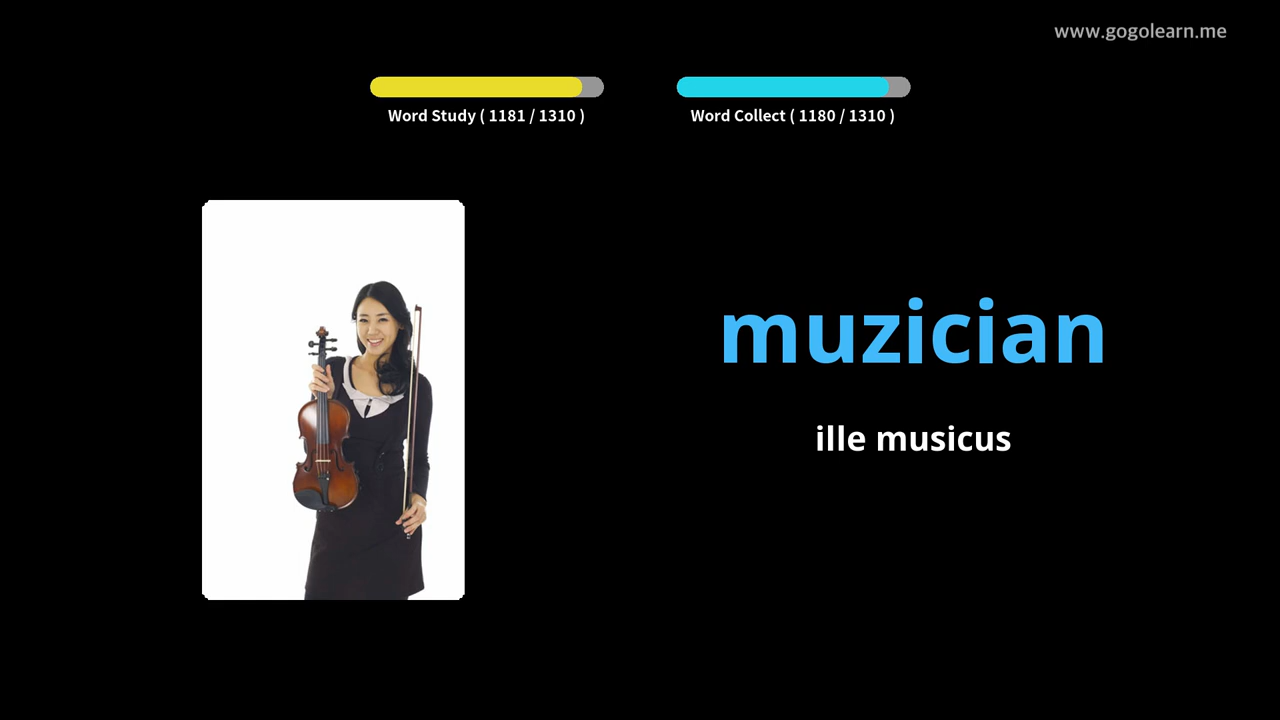 www.gogolearn.me
Word Study ( 1181 / 1310 )
Word Collect ( 1180 / 1310 )
muzician
ille musicus